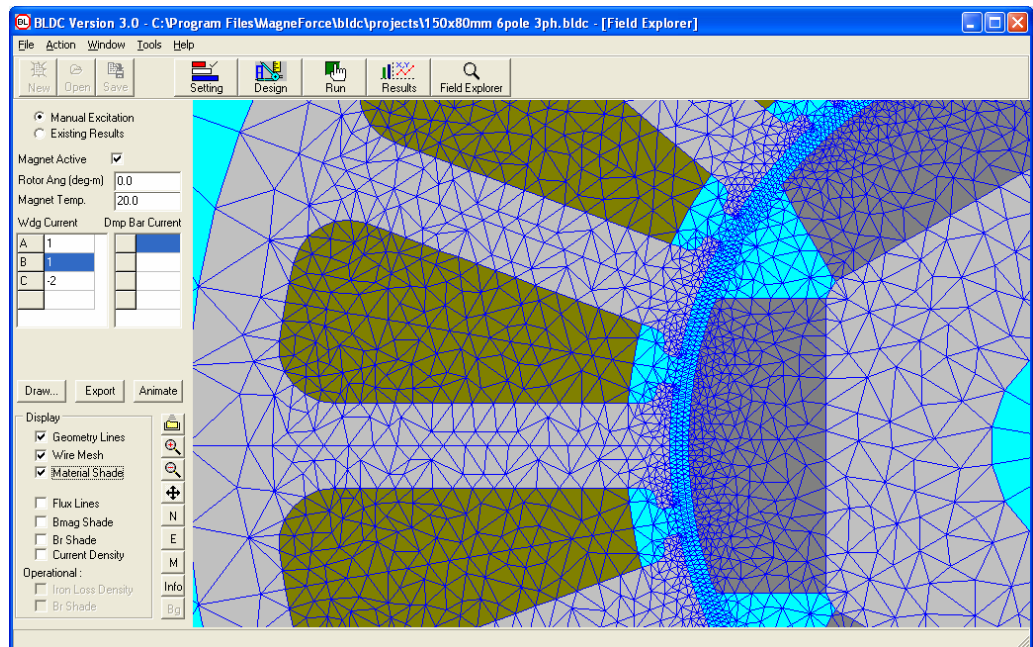 BL BLDC Version 3.0 - C:\Program Files\MagneForce\bldc\projects\150x80mm 6pole 3ph.bldc - [Field Explorer]
File Action Window Tools Help
New Open Save Setting Design Run Results Field Explorer
Manual Excitation
Existing Results
Magnet Active
Rotor Ang (deg-m) 0.0
Magnet Temp. 20.0
Wdg Current Dmp Bar Current
A 1
B 1
C -2
Draw... Export Animate
Display
Geometry Lines
Wire Mesh
Material Shade
Flux Lines
Bmag Shade
N
Br Shade
E
Current Density
M
Operational :
Iron Loss Density
Info
Br Shade
Bg